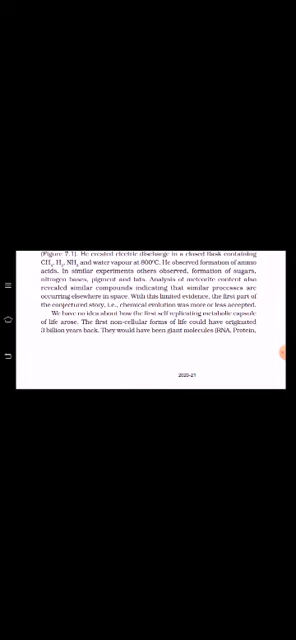 (Figure 7.1). He created electric discharge in a closed flask containing
CH₄, H₂, NH₃ and water vapour at 800°C. He observed formation of amino
acids. In similar experiments others observed, formation of sugars,
nitrogen bases, pigment and fats. Analysis of meteorite content also
revealed similar compounds indicating that similar processes are
occurring elsewhere in space. With this limited evidence, the first part of
the conjectured story, i.e., chemical evolution was more or less accepted.
We have no idea about how the first self replicating metabolic capsule
of life arose. The first non-cellular forms of life could have originated
3 billion years back. They would have been giant molecules (RNA, Protein,
2020-21